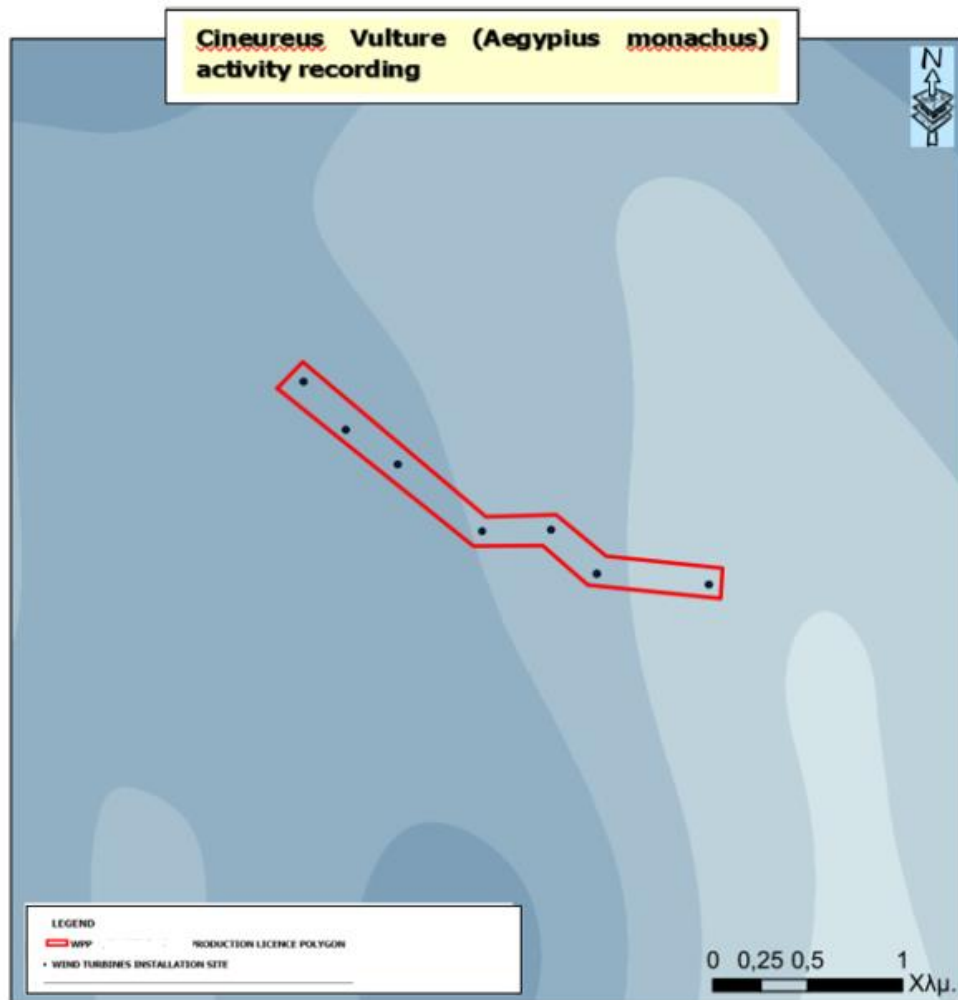 Cineureus Vulture (Aegypius monachus)
activity recording
N
LEGEND
WPP PRODUCTION LICENCE POLYGON
• WIND TURBINES INSTALLATION SITE
0 0,25 0,5 1
Χλμ.